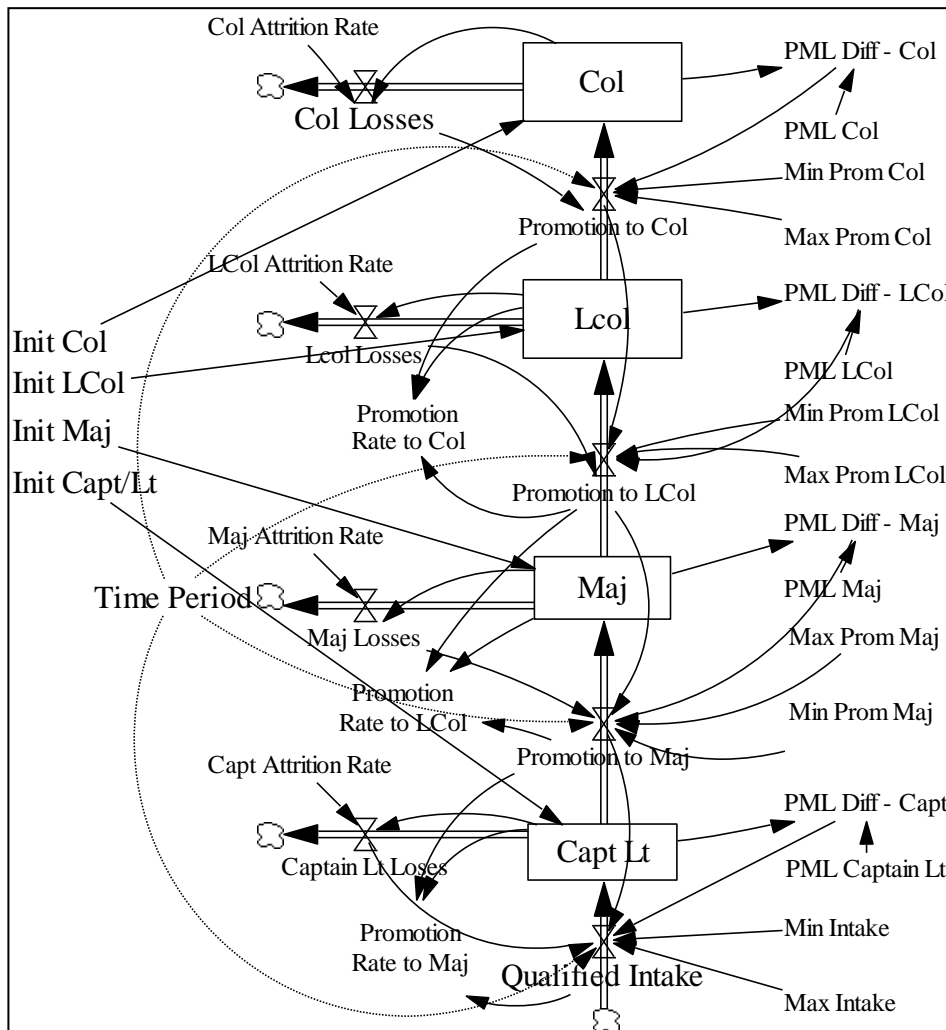 Col Attrition Rate
Col
PML Diff - Col
Col Losses
PML Col
Min Prom Col
Promotion to Col
Max Prom Col
LCol Attrition Rate
PML Diff - LCol
Lcol
Init Col
Lcol Losses
Init LCol
PML LCol
Promotion
Rate to Col
Min Prom LCol
Init Maj
Max Prom LCol
Init Capt/Lt
Promotion to LCol
Maj Attrition Rate
PML Diff - Maj
Maj
Time Period
PML Maj
Maj Losses
Max Prom Maj
Promotion
Rate to LCol
Min Prom Maj
Promotion to Maj
Capt Attrition Rate
PML Diff - Capt
Capt Lt
Captain Lt Loses
PML Captain Lt
Promotion
Rate to Maj
Min Intake
Qualified Intake
Max Intake